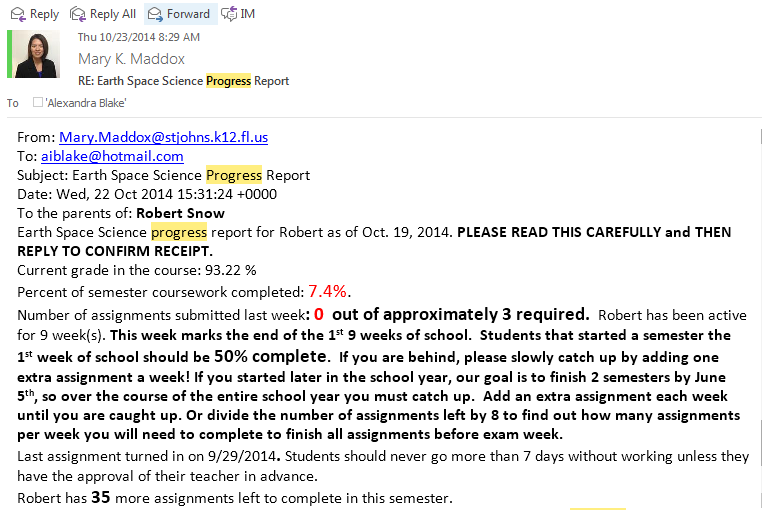 Reply Reply All Forward IM
Thu 10/23/2014 8:29 AM
Mary K. Maddox
RE: Earth Space Science Progress Report
To 'Alexandra Blake'
From: Mary.Maddox@stjohns.k12.fl.us
To: aiblake@hotmail.com
Subject: Earth Space Science Progress Report
Date: Wed, 22 Oct 2014 15:31:24 +0000
To the parents of: Robert Snow
Earth Space Science progress report for Robert as of Oct. 19, 2014. PLEASE READ THIS CAREFULLY and THEN
REPLY TO CONFIRM RECEIPT.
Current grade in the course: 93.22 %
Percent of semester coursework completed: 7.4%.
Number of assignments submitted last week: 0 out of approximately 3 required. Robert has been active
for 9 week(s). This week marks the end of the 1st 9 weeks of school. Students that started a semester the
1st week of school should be 50% complete. If you are behind, please slowly catch up by adding one
extra assignment a week! If you started later in the school year, our goal is to finish 2 semesters by June
5th, so over the course of the entire school year you must catch up. Add an extra assignment each week
until you are caught up. Or divide the number of assignments left by 8 to find out how many assignments
per week you will need to complete to finish all assignments before exam week.
Last assignment turned in on 9/29/2014. Students should never go more than 7 days without working unless they
have the approval of their teacher in advance.
Robert has 35 more assignments left to complete in this semester.